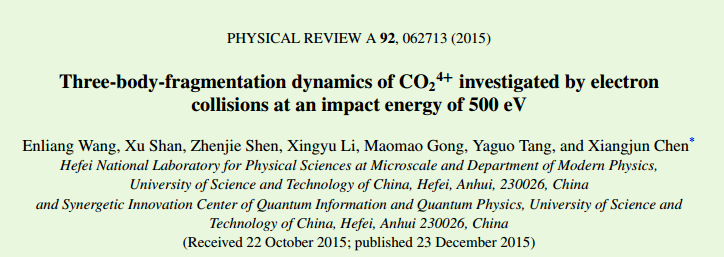 PHYSICAL REVIEW A 92, 062713 (2015)
Three-body-fragmentation dynamics of CO₂⁴⁺ investigated by electron
collisions at an impact energy of 500 eV
Enliang Wang, Xu Shan, Zhenjie Shen, Xingyu Li, Maomao Gong, Yaguo Tang, and Xiangjun Chen*
Hefei National Laboratory for Physical Sciences at Microscale and Department of Modern Physics,
University of Science and Technology of China, Hefei, Anhui, 230026, China
and Synergetic Innovation Center of Quantum Information and Quantum Physics, University of Science and
Technology of China, Hefei, Anhui 230026, China
(Received 22 October 2015; published 23 December 2015)